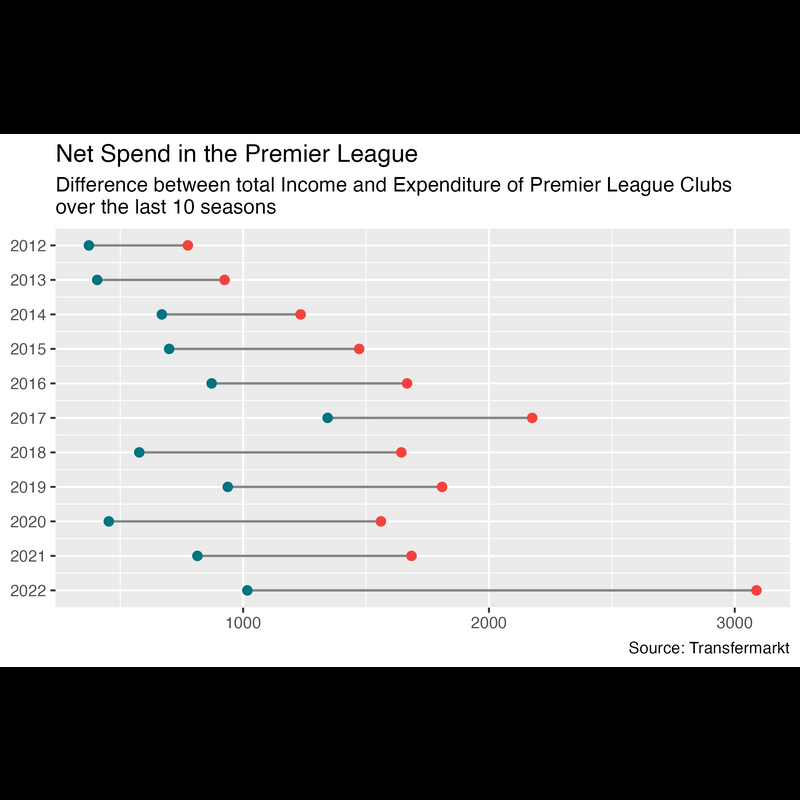 Net Spend in the Premier League
Difference between total Income and Expenditure of Premier League Clubs
over the last 10 seasons
2012
2013
2014
2015
2016
2017
2018
2019
2020
2021
2022
1000 2000 3000
Source: Transfermarkt